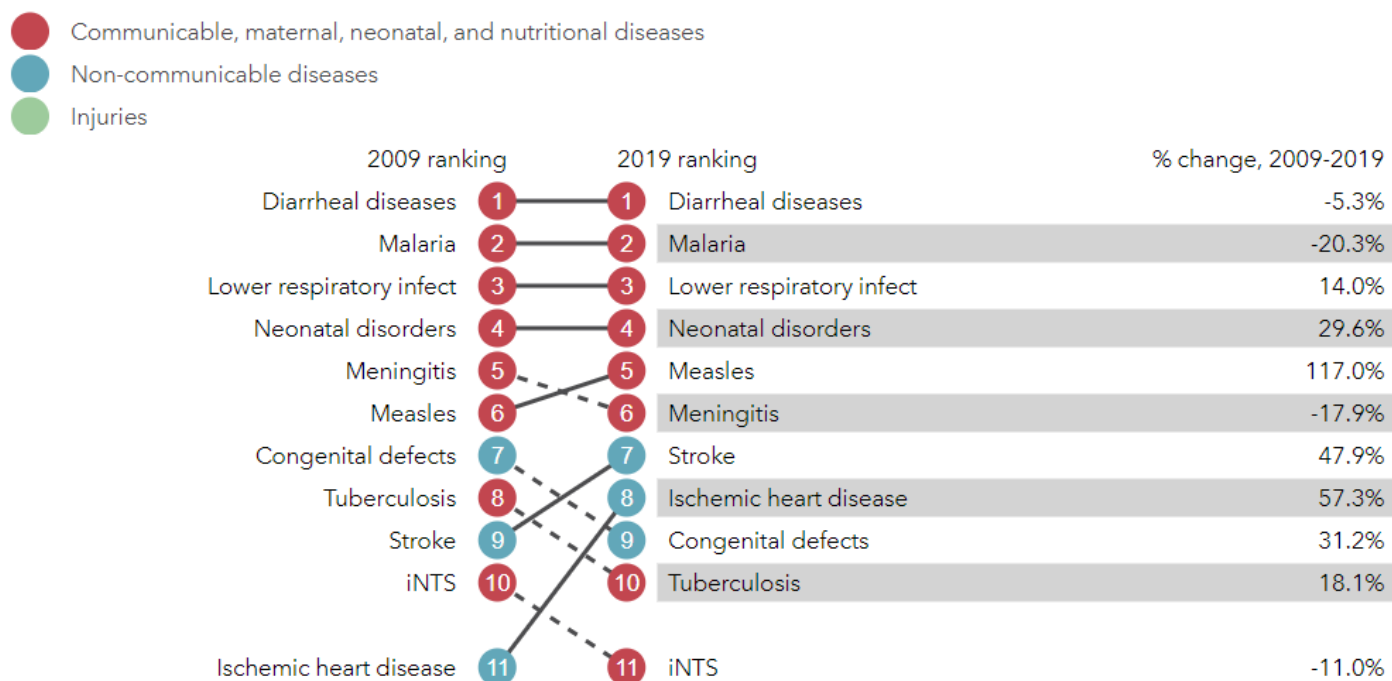 Communicable, maternal, neonatal, and nutritional diseases
Non-communicable diseases
Injuries
2009 ranking 2019 ranking % change, 2009-2019
Diarrheal diseases 1 1 Diarrheal diseases -5.3%
Malaria 2 2 Malaria -20.3%
Lower respiratory infect 3 3 Lower respiratory infect 14.0%
Neonatal disorders 4 4 Neonatal disorders 29.6%
Meningitis 5 5 Measles 117.0%
Measles 6 6 Meningitis -17.9%
Congenital defects 7 7 Stroke 47.9%
Tuberculosis 8 8 Ischemic heart disease 57.3%
Stroke 9 9 Congenital defects 31.2%
iNTS 10 10 Tuberculosis 18.1%
Ischemic heart disease 11 11 iNTS -11.0%